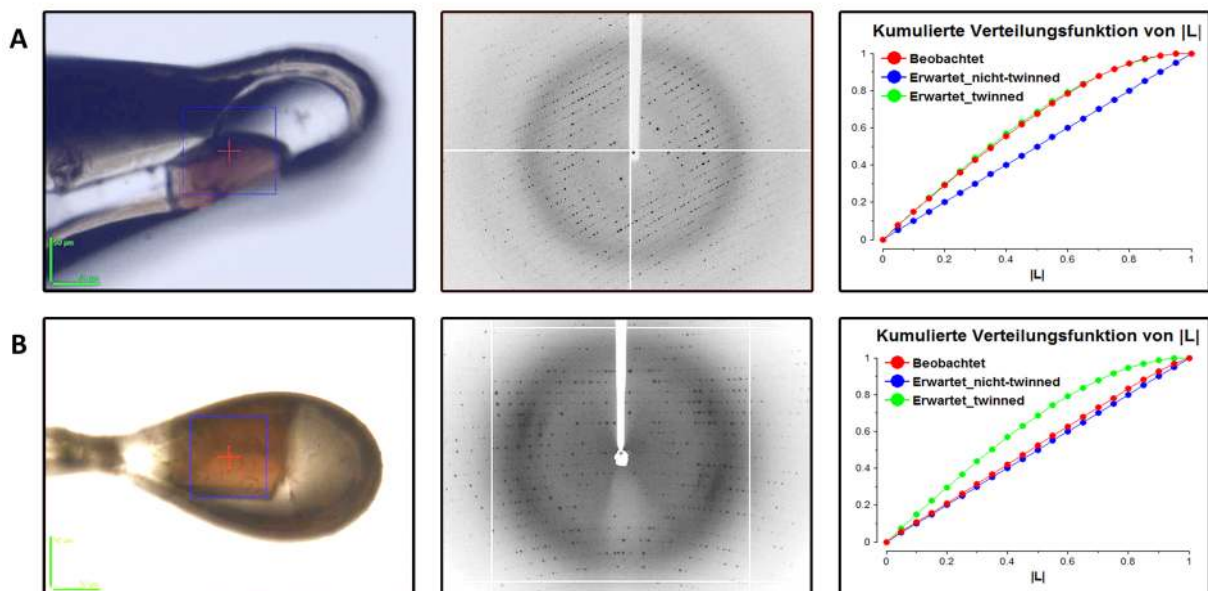 A
50 µm
Kumulierte Verteilungsfunktion von |L|
Beobachtet
Erwartet_nicht-twinned
Erwartet_twinned
1
0.8
0.6
0.4
0.2
0
0 0.2 0.4 0.6 0.8 1
|L|
B
Kumulierte Verteilungsfunktion von |L|
Beobachtet
Erwartet_nicht-twinned
Erwartet_twinned
1
0.8
0.6
0.4
0.2
0
0 0.2 0.4 0.6 0.8 1
|L|